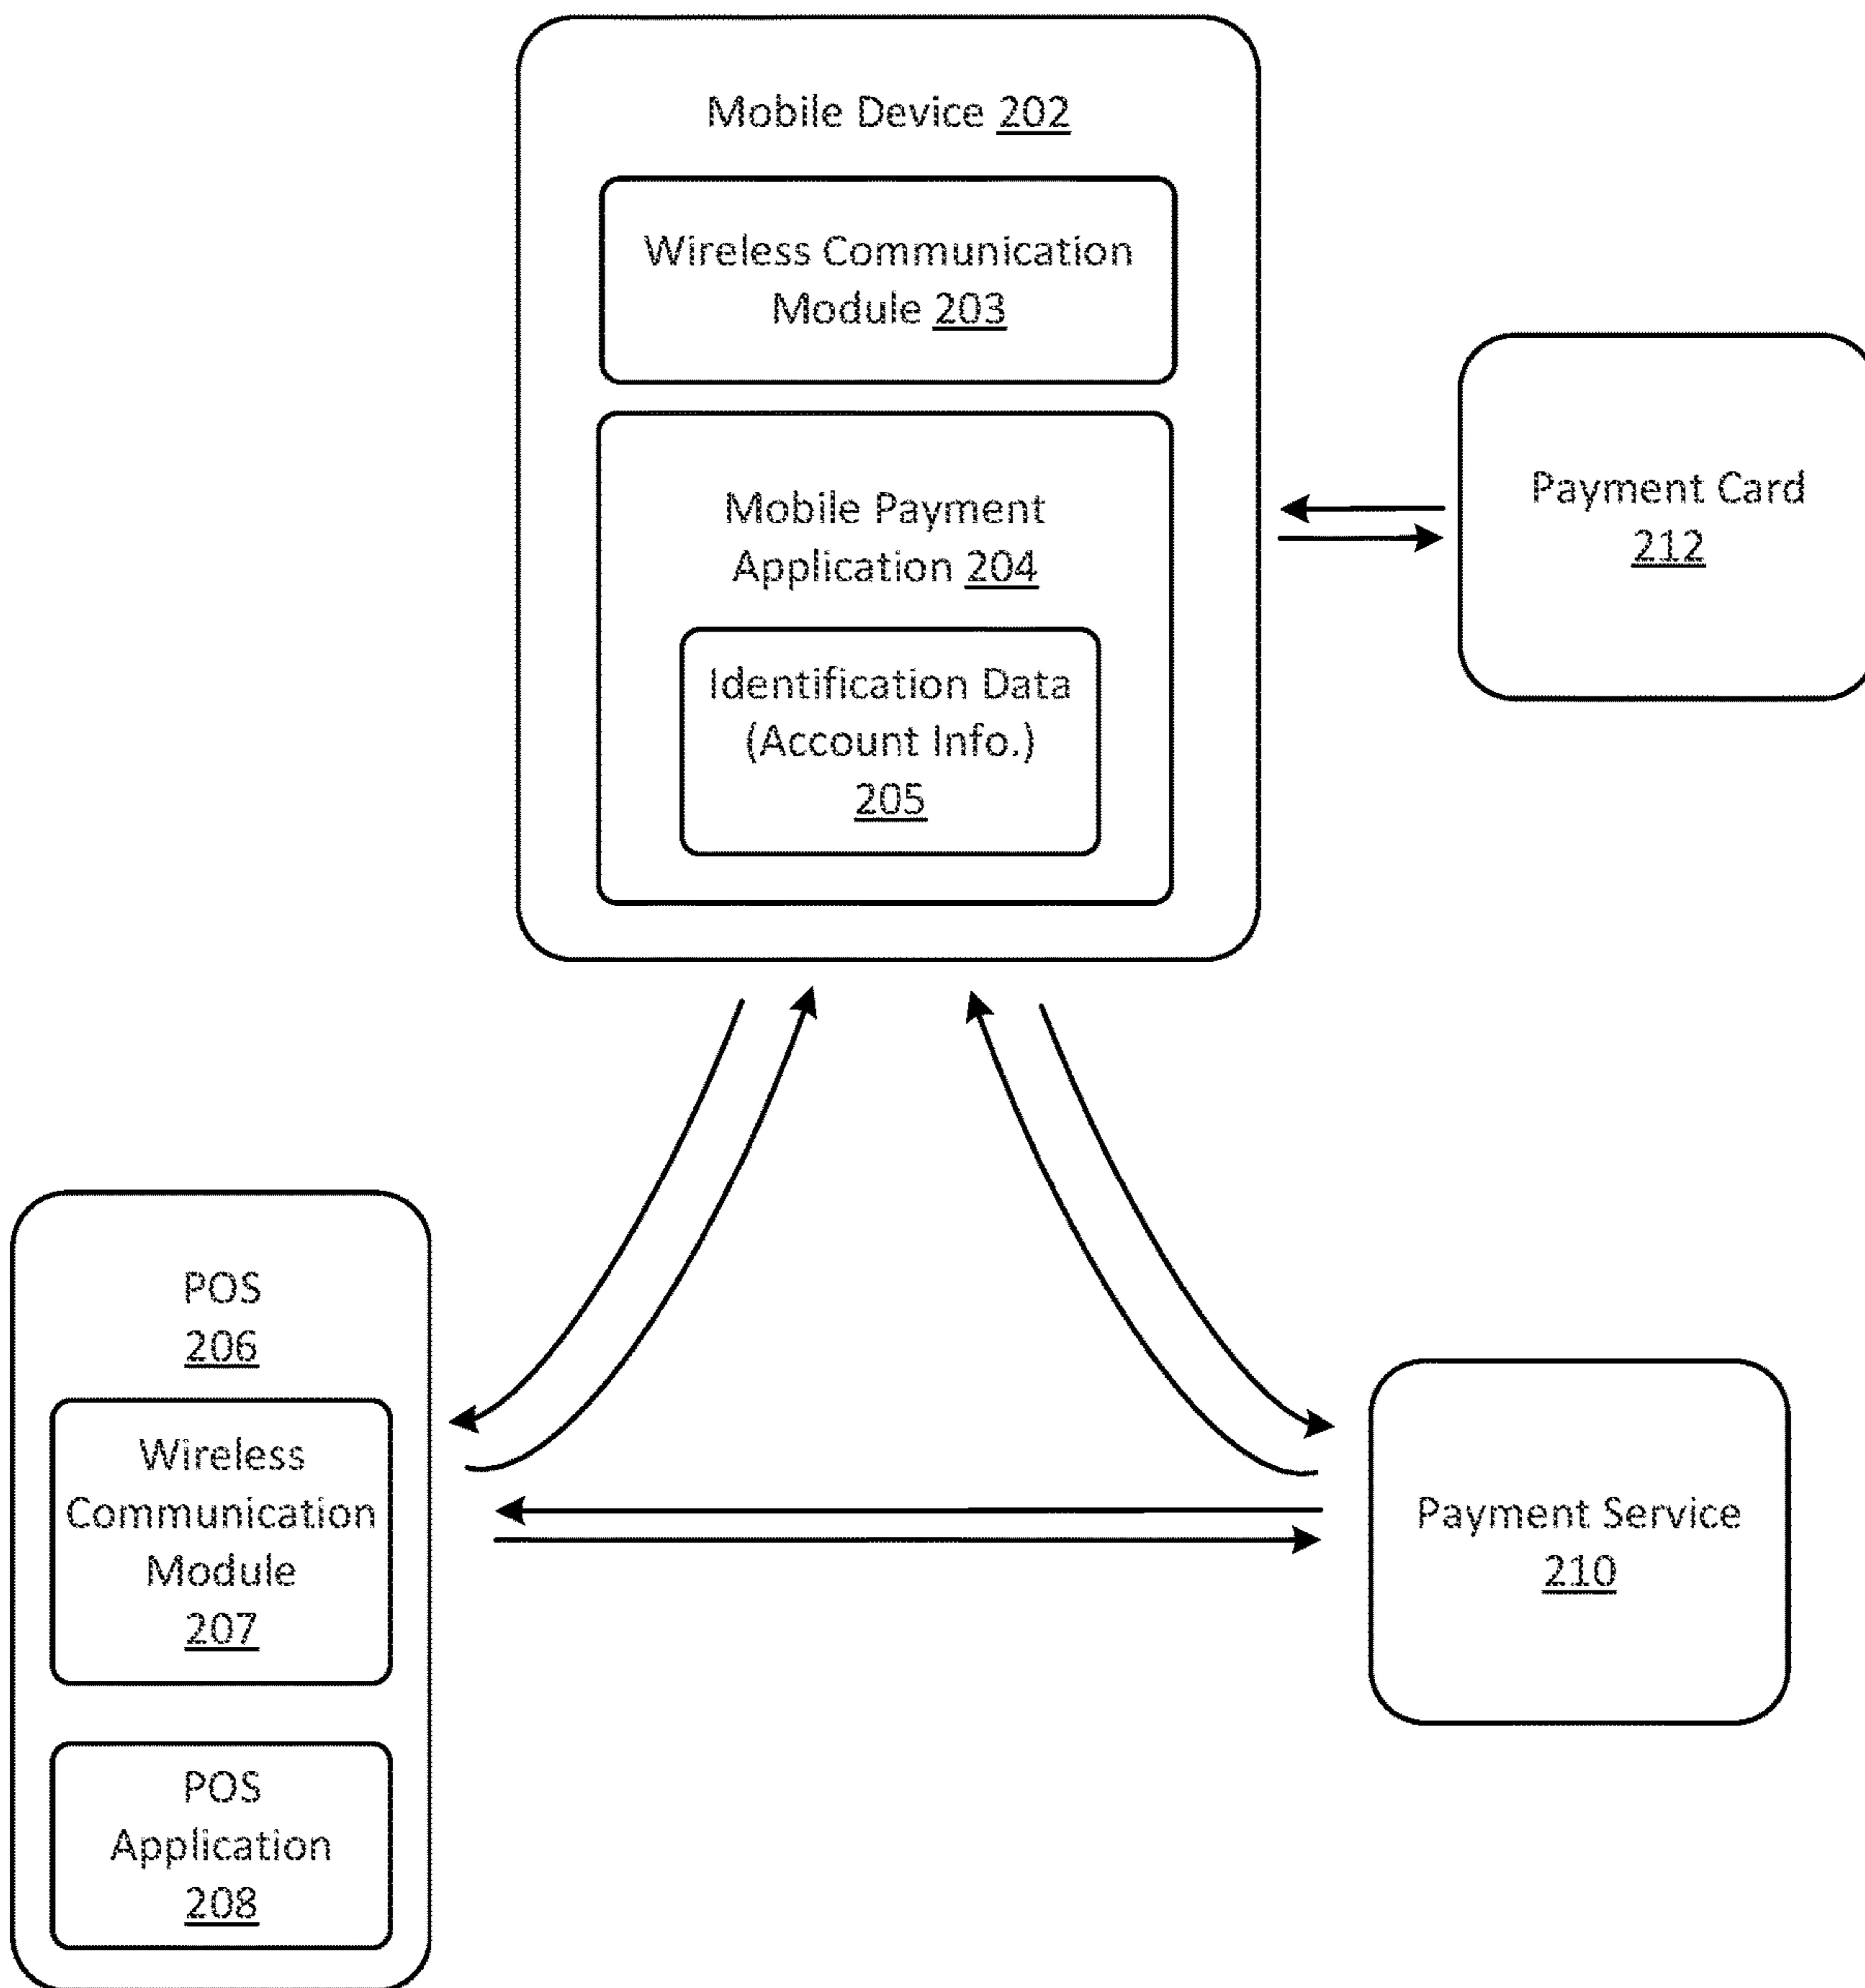 Mobile Device 202
Wireless Communication
Module 203
Mobile Payment
Application 204
Identification Data
(Account Info.)
205
Payment Card
212
POS
206
Wireless
Communication
Module
207
POS
Application
208
Payment Service
210